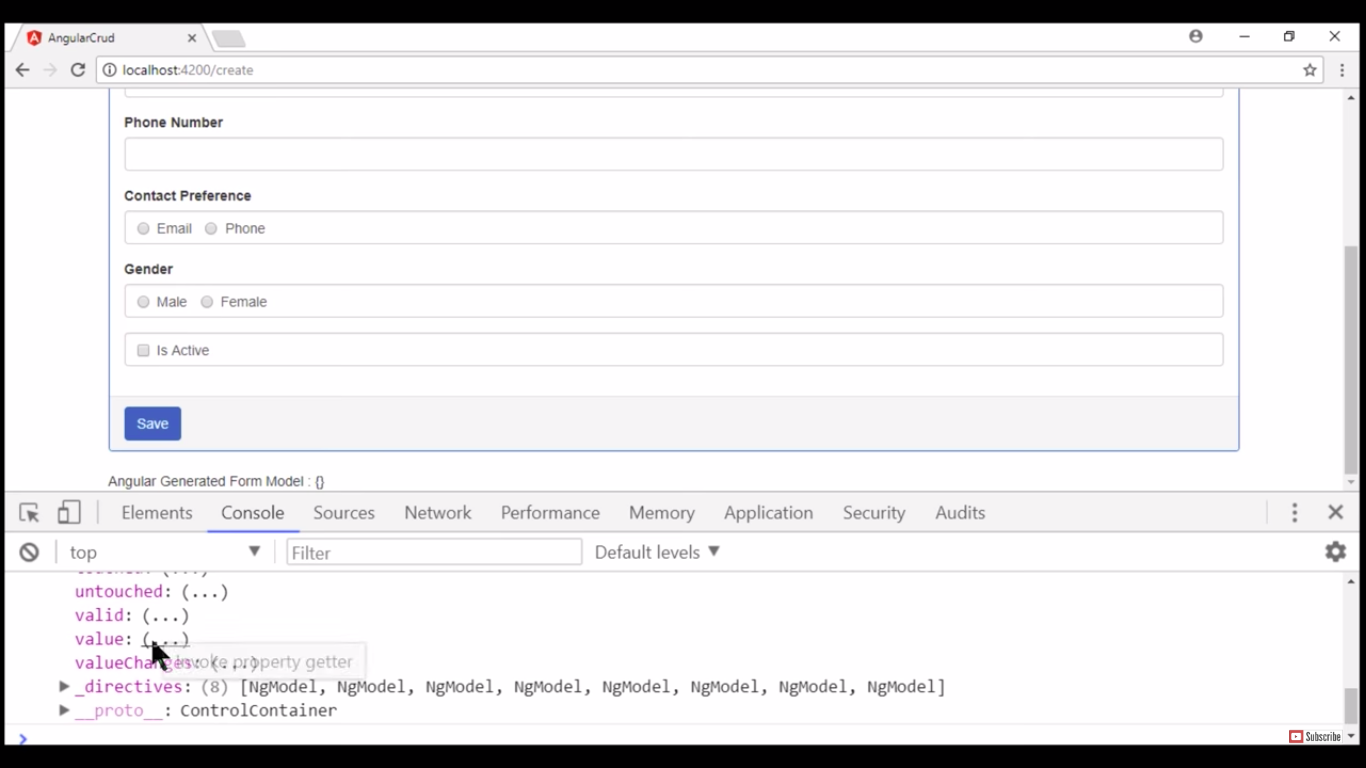 AngularCrud
localhost:4200/create
Phone Number
Contact Preference
Email Phone
Gender
Male Female
Is Active
Save
Angular Generated Form Model : {}
Elements Console Sources Network Performance Memory Application Security Audits
top Filter Default levels
untouched: (...)
valid: (...)
value: (...)
valueChanges: (...)
Invoke property getter
_directives: (8) [NgModel, NgModel, NgModel, NgModel, NgModel, NgModel, NgModel, NgModel]
__proto__: ControlContainer
Subscribe